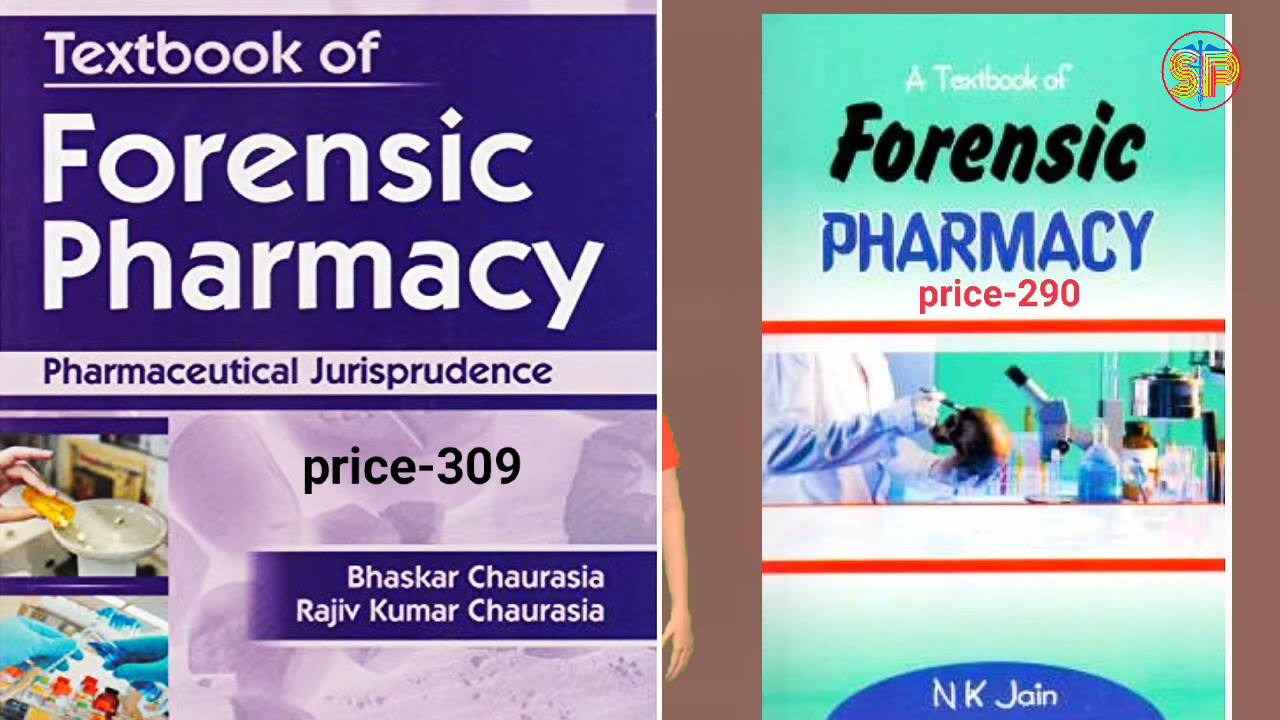 Textbook of
Forensic
Pharmacy
Pharmaceutical Jurisprudence
price-309
Bhaskar Chaurasia
Rajiv Kumar Chaurasia
A Textbook of
Forensic
PHARMACY
price-290
N K Jain
SP